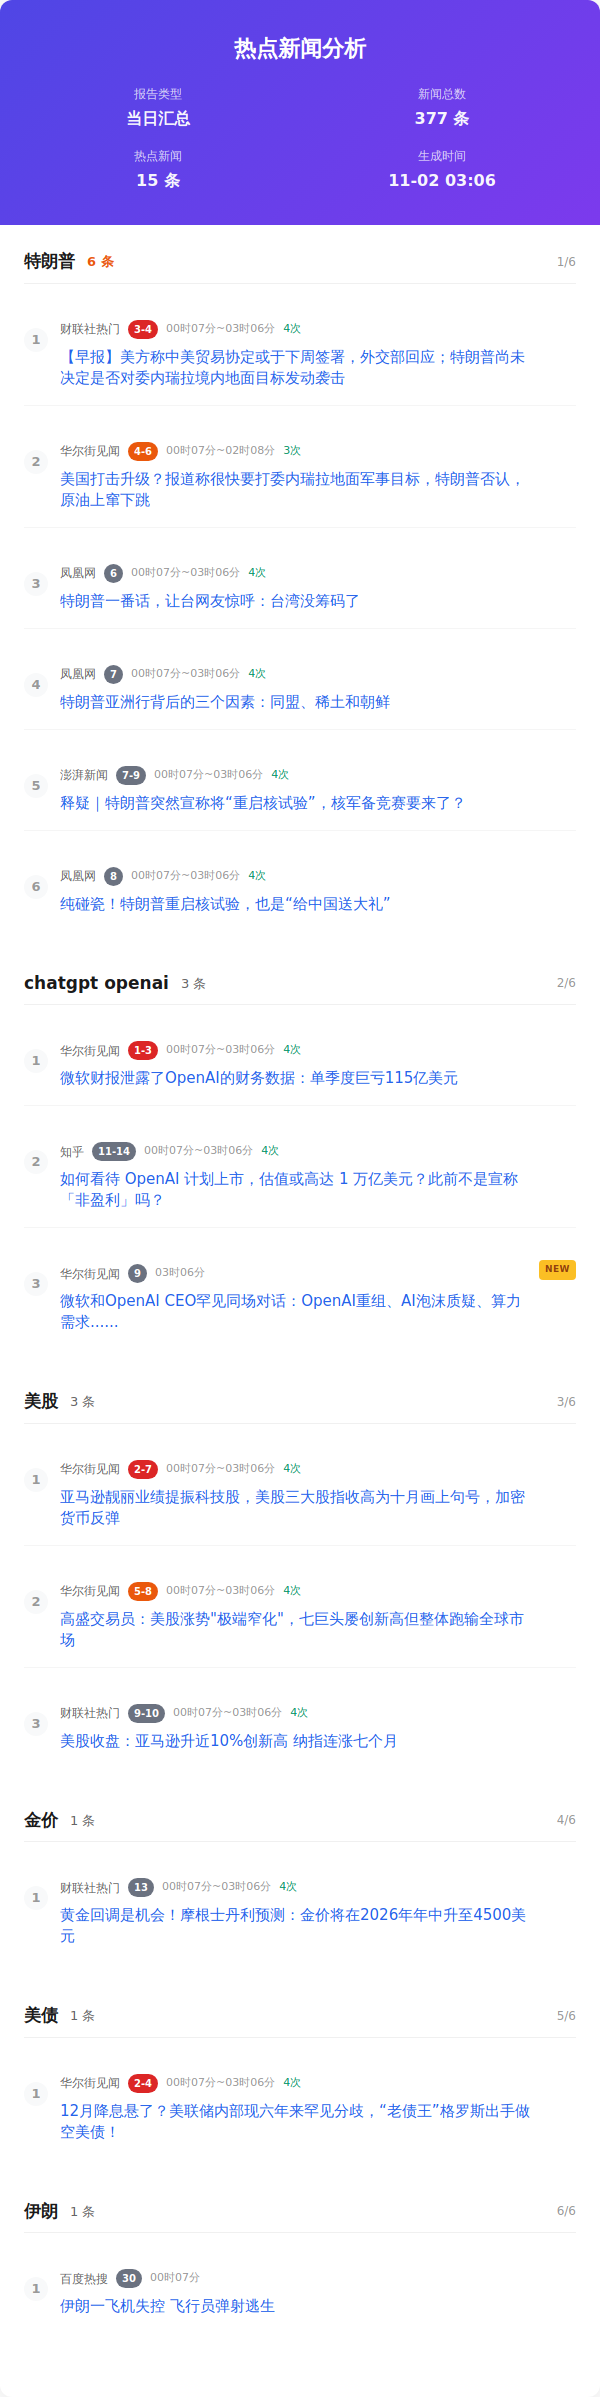 热点新闻分析
报告类型
新闻总数
当日汇总
377 条
热点新闻
生成时间
15 条
11-02 03:06
特朗普 6 条 1/6
1 财联社热门 3-4 00时07分~03时06分 4次
【早报】美方称中美贸易协定或于下周签署，外交部回应；特朗普尚未
决定是否对委内瑞拉境内地面目标发动袭击
2 华尔街见闻 4-6 00时07分~02时08分 3次
美国打击升级？报道称很快要打委内瑞拉地面军事目标，特朗普否认，
原油上窜下跳
3 凤凰网 6 00时07分~03时06分 4次
特朗普一番话，让台网友惊呼：台湾没筹码了
4 凤凰网 7 00时07分~03时06分 4次
特朗普亚洲行背后的三个因素：同盟、稀土和朝鲜
5 澎湃新闻 7-9 00时07分~03时06分 4次
释疑｜特朗普突然宣称将“重启核试验”，核军备竞赛要来了？
6 凤凰网 8 00时07分~03时06分 4次
纯碰瓷！特朗普重启核试验，也是“给中国送大礼”
chatgpt openai 3 条 2/6
1 华尔街见闻 1-3 00时07分~03时06分 4次
微软财报泄露了OpenAI的财务数据：单季度巨亏115亿美元
2 知乎 11-14 00时07分~03时06分 4次
如何看待 OpenAI 计划上市，估值或高达 1 万亿美元？此前不是宣称
「非盈利」吗？
3 华尔街见闻 9 03时06分 NEW
微软和OpenAI CEO罕见同场对话：OpenAI重组、AI泡沫质疑、算力
需求……
美股 3 条 3/6
1 华尔街见闻 2-7 00时07分~03时06分 4次
亚马逊靓丽业绩提振科技股，美股三大股指收高为十月画上句号，加密
货币反弹
2 华尔街见闻 5-8 00时07分~03时06分 4次
高盛交易员：美股涨势"极端窄化"，七巨头屡创新高但整体跑输全球市
场
3 财联社热门 9-10 00时07分~03时06分 4次
美股收盘：亚马逊升近10%创新高 纳指连涨七个月
金价 1 条 4/6
1 财联社热门 13 00时07分~03时06分 4次
黄金回调是机会！摩根士丹利预测：金价将在2026年年中升至4500美
元
美债 1 条 5/6
1 华尔街见闻 2-4 00时07分~03时06分 4次
12月降息悬了？美联储内部现六年来罕见分歧，“老债王”格罗斯出手做
空美债！
伊朗 1 条 6/6
1 百度热搜 30 00时07分
伊朗一飞机失控 飞行员弹射逃生